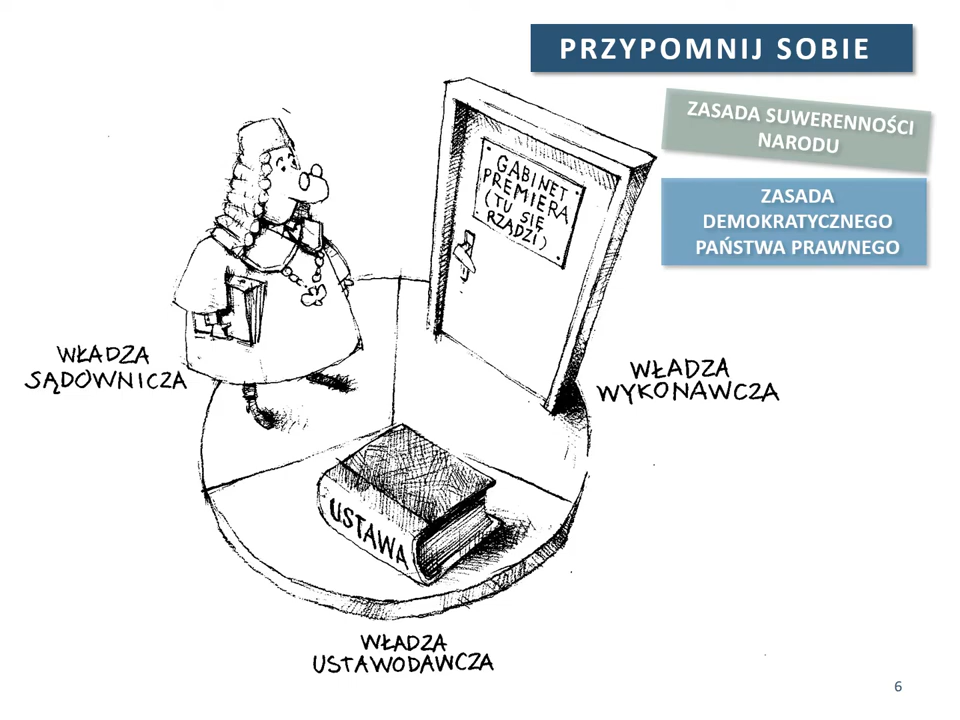 PRZYPOMNIJ SOBIE
ZASADA SUWERENNOŚCI
NARODU
ZASADA
DEMOKRATYCZNEGO
PAŃSTWA PRAWNEGO
GABINET
PREMIERA
(TU SIĘ
RZĄDZI)
WŁADZA
SĄDOWNICZA
WŁADZA
WYKONAWCZA
USTAWA
WŁADZA
USTAWODAWCZA
6